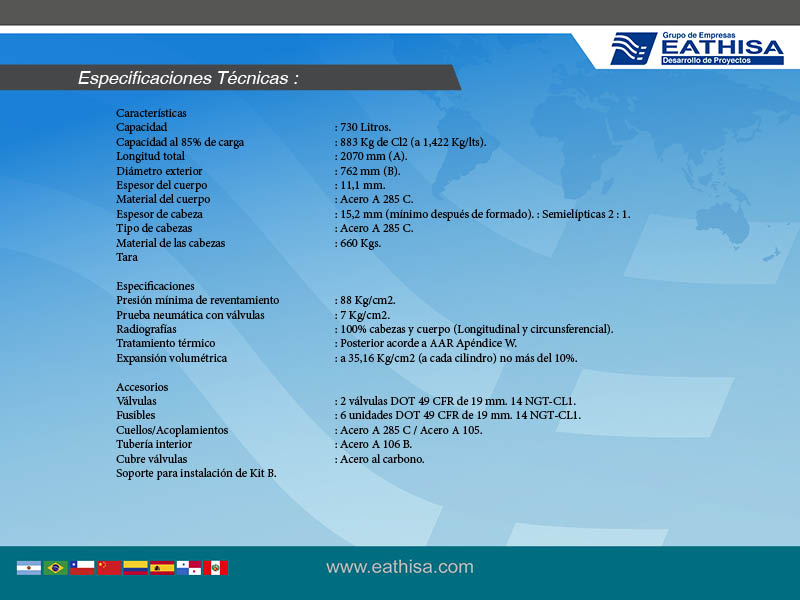 Grupo de Empresas
EATHISA
Desarrollo de Proyectos
Especificaciones Técnicas :
Características
Capacidad : 730 Litros.
Capacidad al 85% de carga : 883 Kg de Cl2 (a 1,422 Kg/lts).
Longitud total : 2070 mm (A).
Diámetro exterior : 762 mm (B).
Espesor del cuerpo : 11,1 mm.
Material del cuerpo : Acero A 285 C.
Espesor de cabeza : 15,2 mm (mínimo después de formado). : Semielípticas 2 : 1.
Tipo de cabezas : Acero A 285 C.
Material de las cabezas : 660 Kgs.
Tara
Especificaciones
Presión mínima de reventamiento : 88 Kg/cm2.
Prueba neumática con válvulas : 7 Kg/cm2.
Radiografías : 100% cabezas y cuerpo (Longitudinal y circunsferencial).
Tratamiento térmico : Posterior acorde a AAR Apéndice W.
Expansión volumétrica : a 35,16 Kg/cm2 (a cada cilindro) no más del 10%.
Accesorios
Válvulas : 2 válvulas DOT 49 CFR de 19 mm. 14 NGT-CL1.
Fusibles : 6 unidades DOT 49 CFR de 19 mm. 14 NGT-CL1.
Cuellos/Acoplamientos : Acero A 285 C / Acero A 105.
Tubería interior : Acero A 106 B.
Cubre válvulas : Acero al carbono.
Soporte para instalación de Kit B.
www.eathisa.com